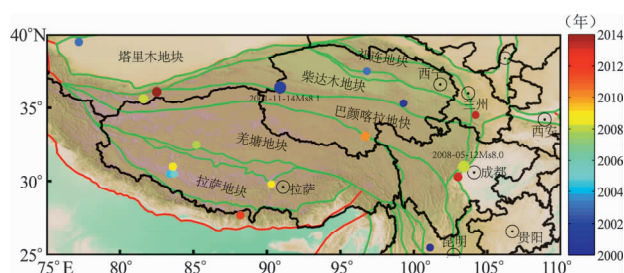 （年）
40°N
35°
30°
25°
75°E
80°
85°
90°
95°
100°
105°
110°
塔里木地块
祁连地块
柴达木地块
西宁
兰州
2001-11-14Ms8.1
巴颜喀拉地快
西安
羌塘地块
2008-05-12Ms8.0
成都
拉萨地块
拉萨
昆明
贵阳
2014
2012
2010
2008
2006
2004
2002
2000